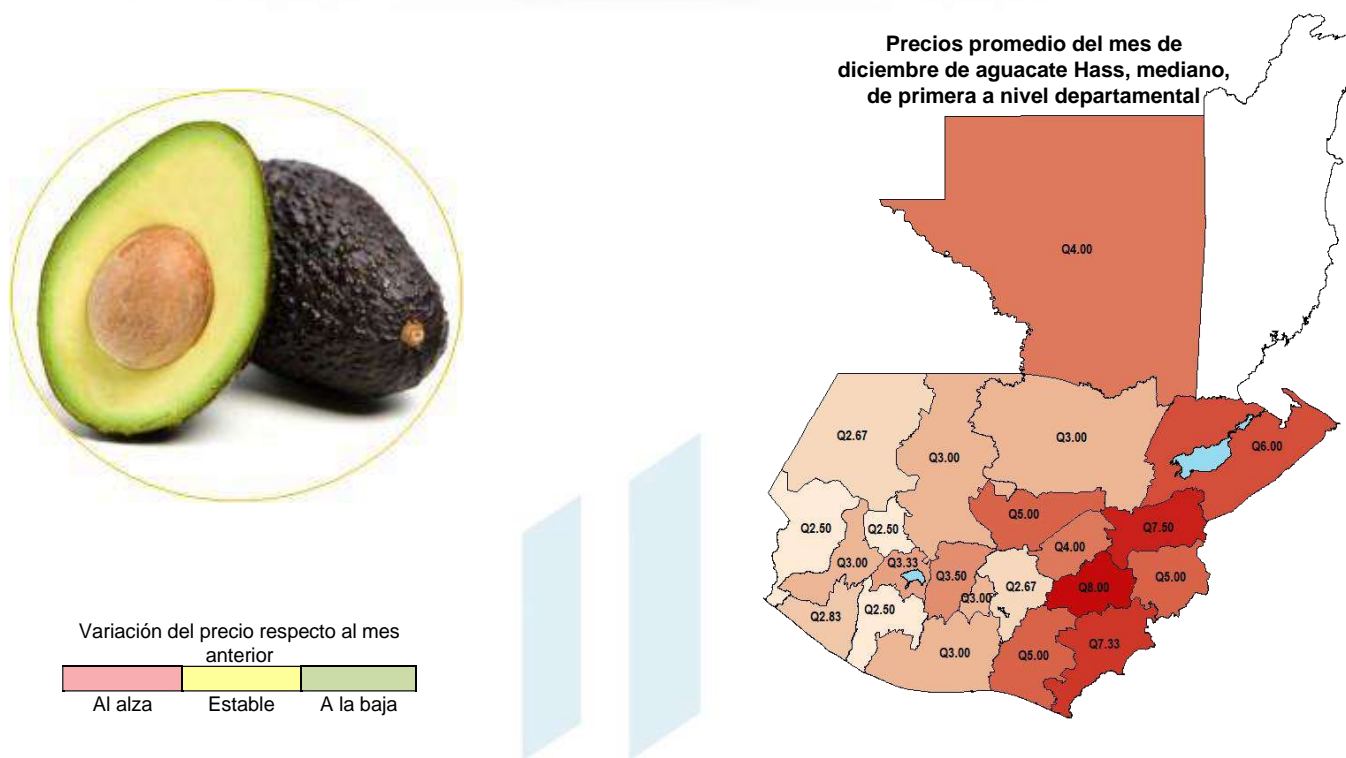 Precios promedio del mes de
diciembre de aguacate Hass, mediano,
de primera a nivel departamental
Q4.00
Q2.67
Q3.00
Q3.00
Q6.00
Q2.50
Q2.50
Q5.00
Q7.50
Q4.00
Q3.00
Q3.33
Q3.50
Q3.00
Q2.67
Q8.00
Q5.00
Q2.83
Q2.50
Q3.00
Q5.00
Q7.33
Variación del precio respecto al mes
anterior
Al alza Estable A la baja